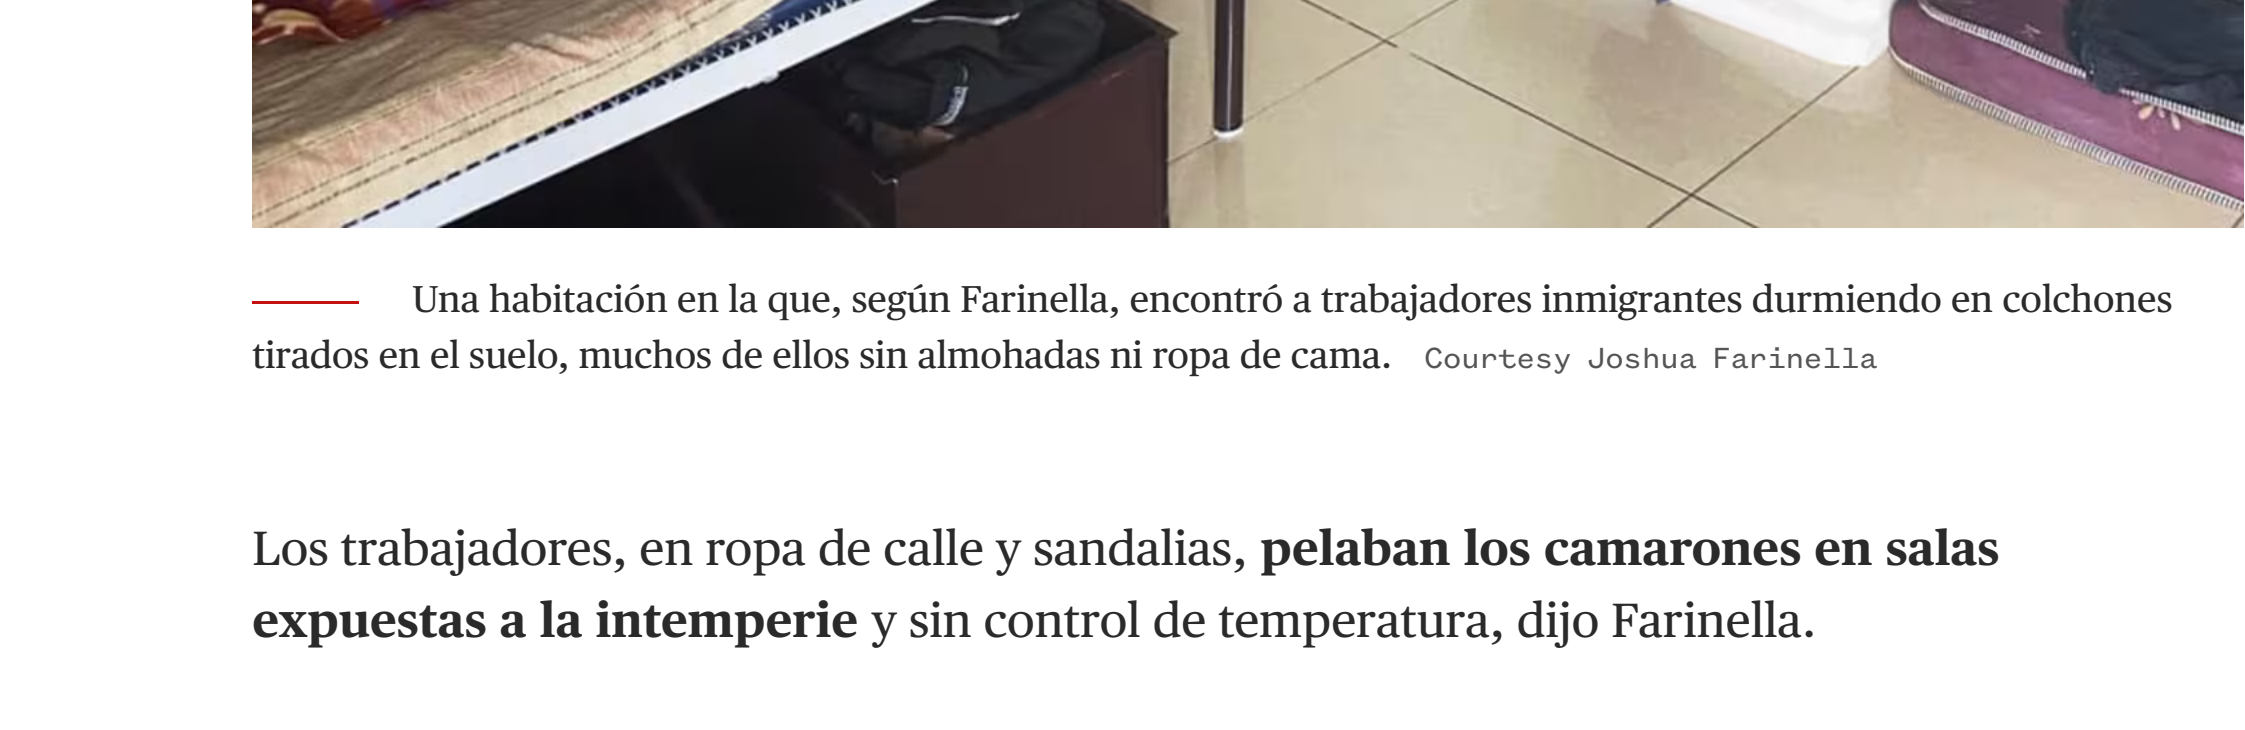 Una habitación en la que, según Farinella, encontró a trabajadores inmigrantes durmiendo en colchones
tirados en el suelo, muchos de ellos sin almohadas ni ropa de cama. Courtesy Joshua Farinella
Los trabajadores, en ropa de calle y sandalias, pelaban los camarones en salas
expuestas a la intemperie y sin control de temperatura, dijo Farinella.